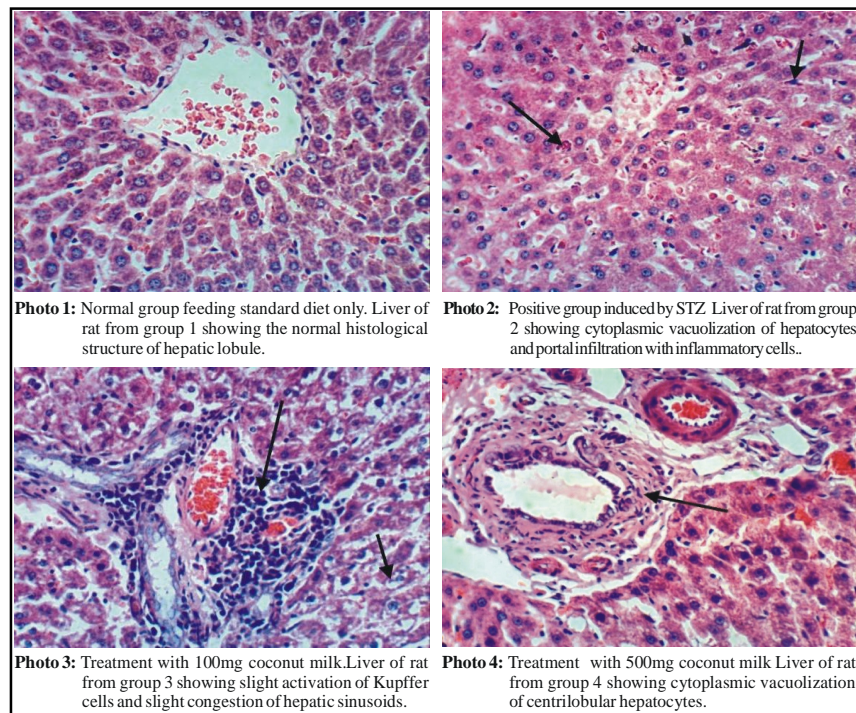 Photo 1: Normal group feeding standard diet only. Liver of
rat from group 1 showing the normal histological
structure of hepatic lobule.
Photo 2: Positive group induced by STZ Liver of rat from group
2 showing cytoplasmic vacuolization of hepatocytes
and portal infiltration with inflammatory cells..
Photo 3: Treatment with 100mg coconut milk.Liver of rat
from group 3 showing slight activation of Kupffer
cells and slight congestion of hepatic sinusoids.
Photo 4: Treatment with 500mg coconut milk Liver of rat
from group 4 showing cytoplasmic vacuolization
of centrilobular hepatocytes.